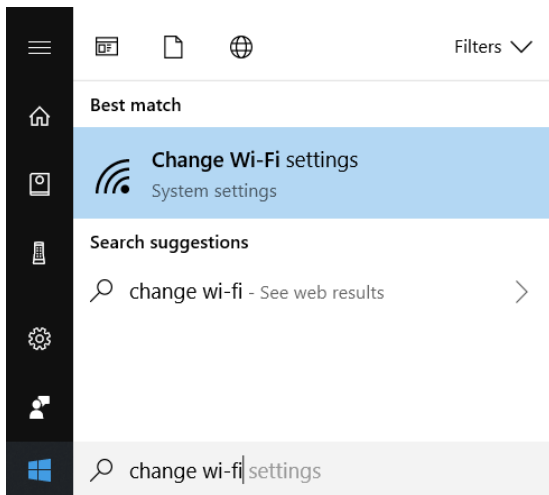 Filters
Best match
Change Wi-Fi settings
System settings
Search suggestions
change wi-fi - See web results
change wi-fi settings